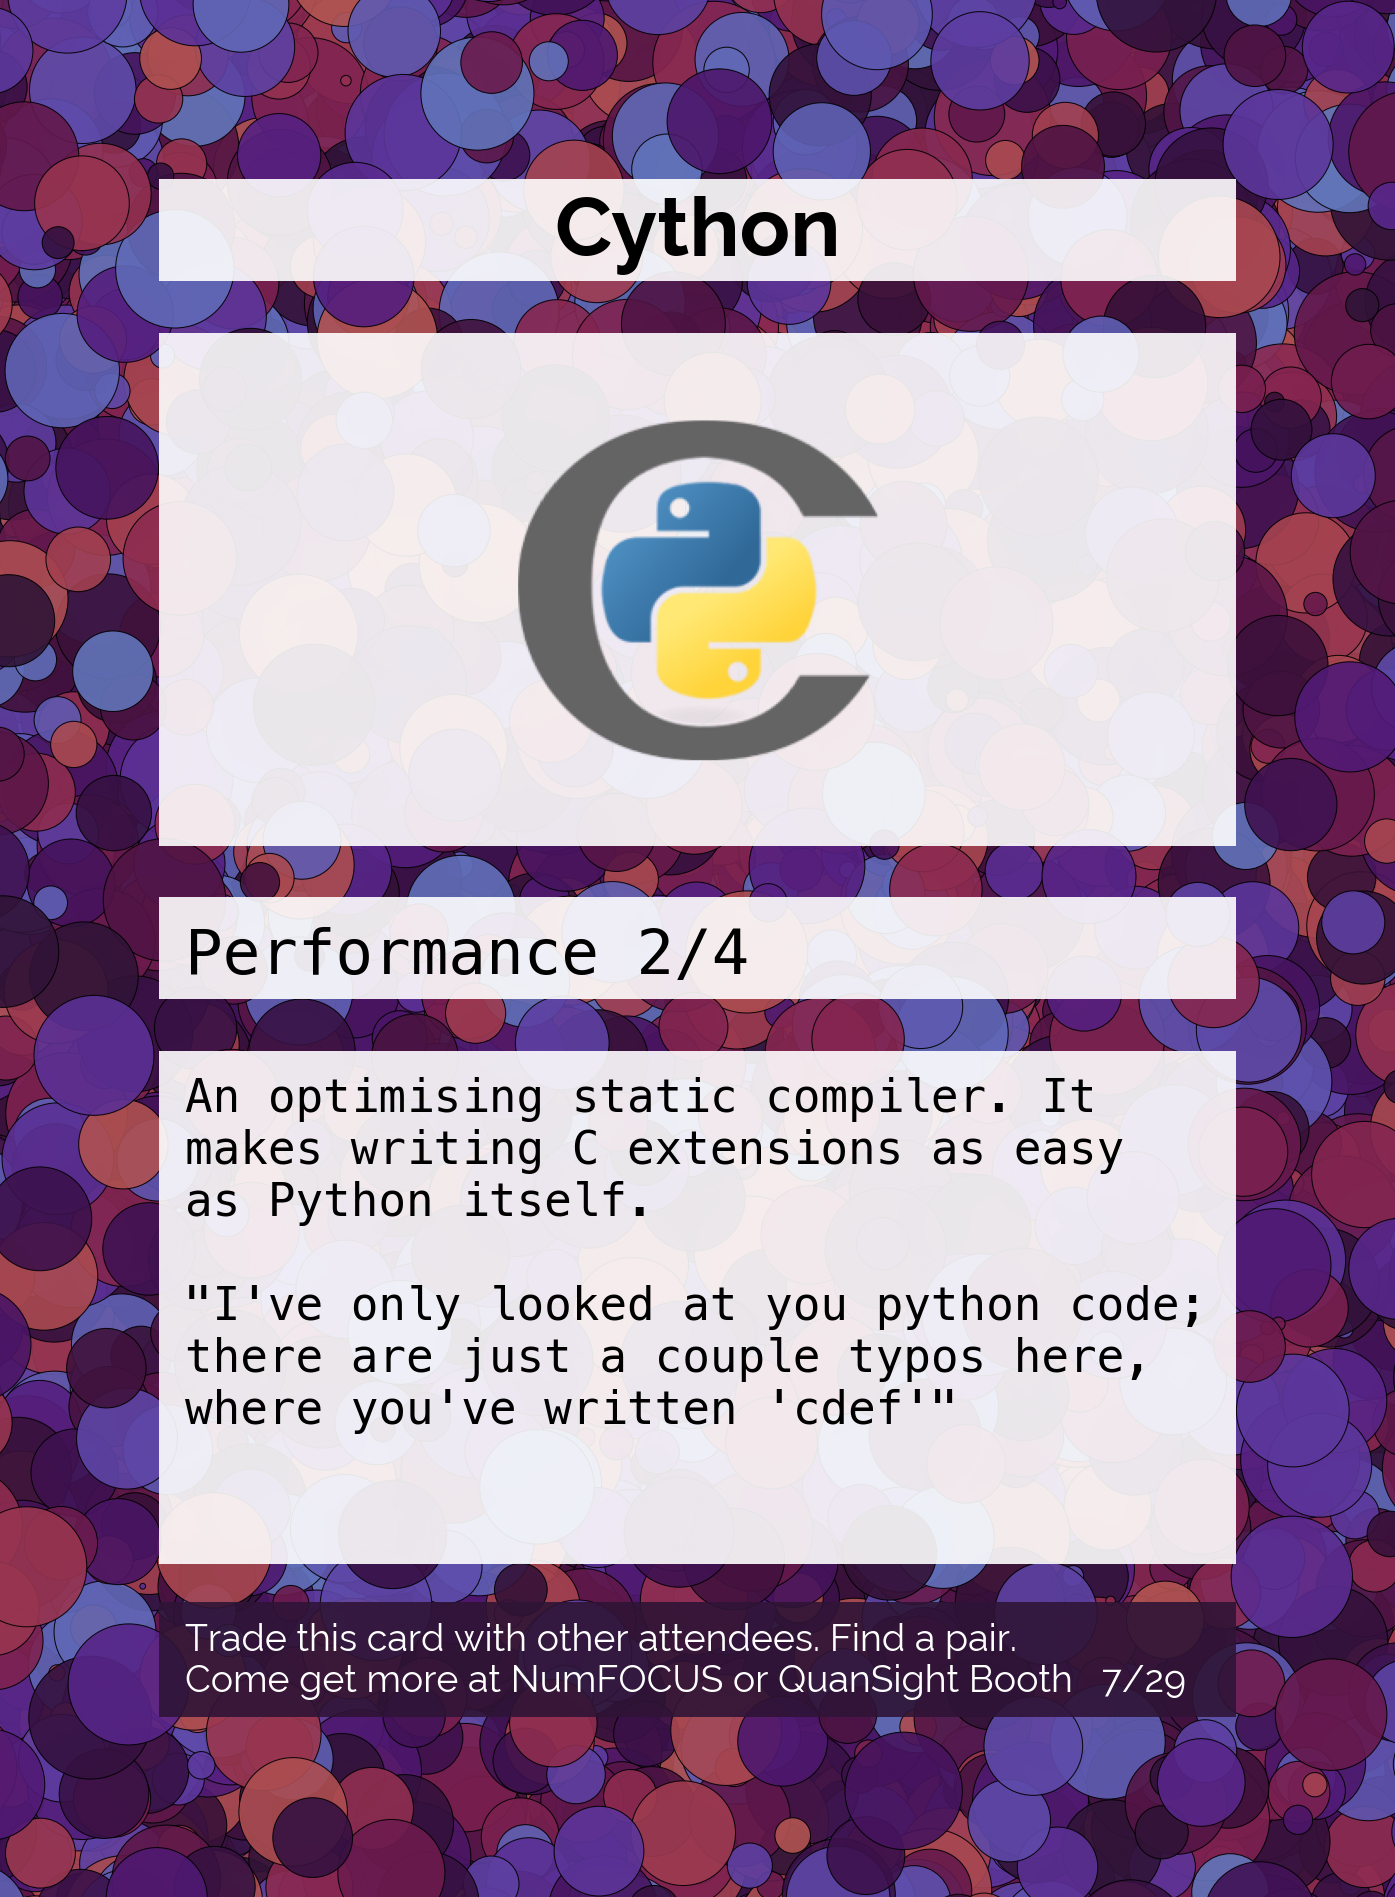 Cython
C
Performance 2/4
An optimising static compiler. It
makes writing C extensions as easy
as Python itself.
"I've only looked at you python code;
there are just a couple typos here,
where you've written 'cdef'"
Trade this card with other attendees. Find a pair.
Come get more at NumFOCUS or QuanSight Booth 7/29